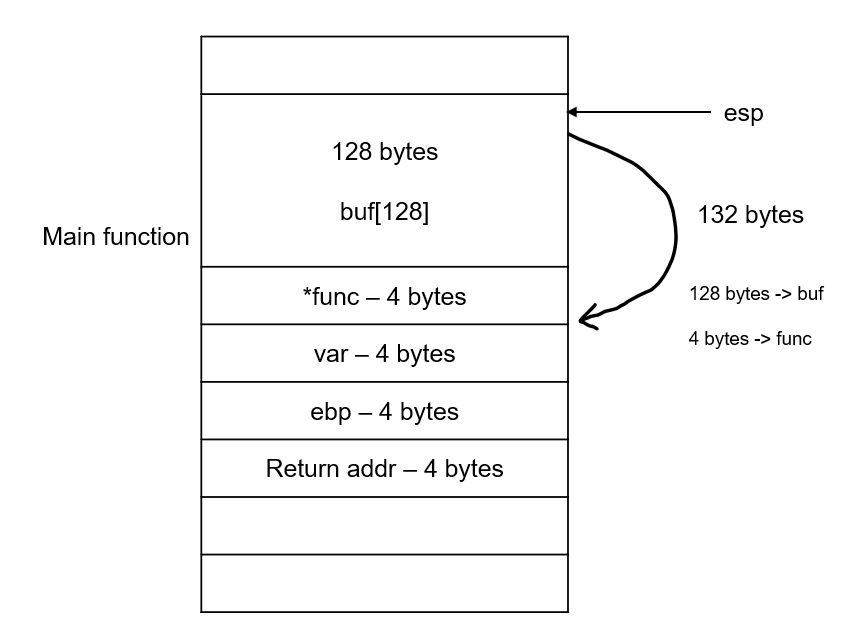 esp
128 bytes
buf[128]
132 bytes
Main function
*func – 4 bytes
128 bytes -> buf
var – 4 bytes
4 bytes -> func
ebp – 4 bytes
Return addr – 4 bytes